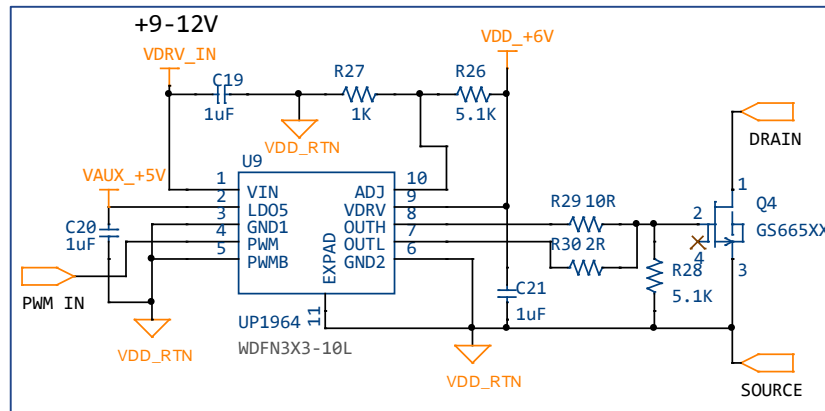 +9-12V
VDRV_IN
VDD_+6V
C19
1uF
R27
1K
R26
5.1K
VDD_RTN
DRAIN
U9
VAUX_+5V
1
2
3
4
5
VIN
LDO5
GND1
PWM
PWMB
EXPAD
ADJ
VDRV
OUTH
OUTL
GND2
10
9
8
7
6
11
C20
1uF
R29 10R
R30 2R
1
2
4
3
Q4
GS665XX
R28
5.1K
PWM IN
C21
1uF
UP1964
WDFN3X3-10L
VDD_RTN
VDD_RTN
SOURCE